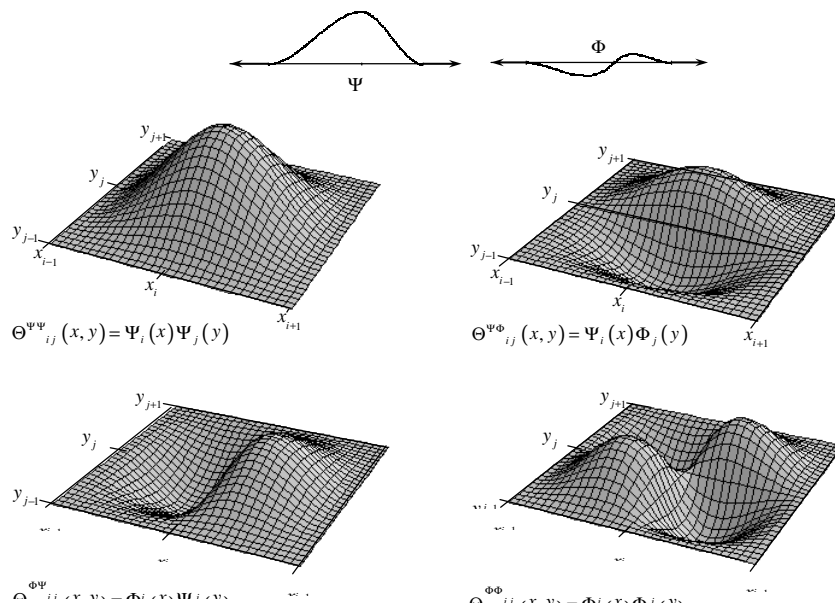 Ψ
Φ
y_{j+1}
y_j
y_{j-1}
x_{i-1}
x_i
x_{i+1}
Θ^{ΨΨ}_{ij}(x, y) = Ψ_i(x)Ψ_j(y)
y_{j+1}
y_j
y_{j-1}
x_{i-1}
x_i
x_{i+1}
Θ^{ΨΦ}_{ij}(x, y) = Ψ_i(x)Φ_j(y)
y_{j+1}
y_j
y_{j-1}
y_{j+1}
y_j